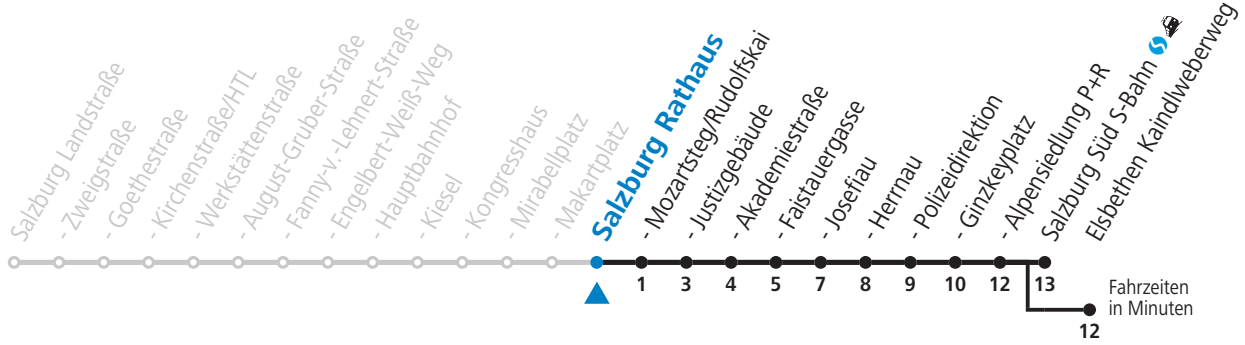 Salzburg Landstraße
- Zweigstraße
- Goethestraße
- Kirchenstraße/HTL
- Werkstättenstraße
- August-Gruber-Straße
- Fanny-v.-Lehnert-Straße
- Engelbert-Weiß-Weg
- Hauptbahnhof
- Kiesel
- Kongresshaus
- Mirabellplatz
- Makartplatz
Salzburg Rathaus
- Mozartsteg/Rudolfskai
- Justizgebäude
- Akademiestraße
- Faistauergasse
- Josefiau
- Herrnau
- Polizeidirektion
- Ginzkeyplatz
- Alpensiedlung P+R
Salzburg Süd S-Bahn
Elsbethen Kaindlweberweg
1 3 4 5 7 8 9 10 12 13
Fahrzeiten
in Minuten
12